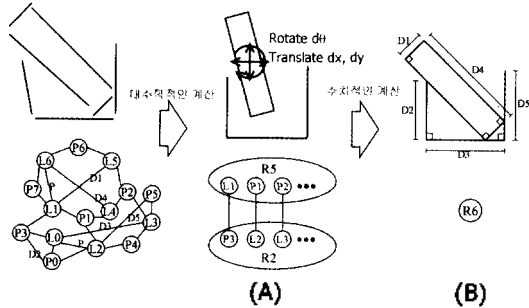 Rotate dθ
Translate dx, dy
대수적적인 계산
수치적인 계산
D1
D4
D2
D5
D3
P6
L6
L5
D1
P7
P
D4
P2
P5
L1
P1
L4
D5
L3
P3
L0
D3
P
L2
P4
D2
P0
R5
L1
P1
P2
P3
L2
L3
R2
R6
(A)
(B)